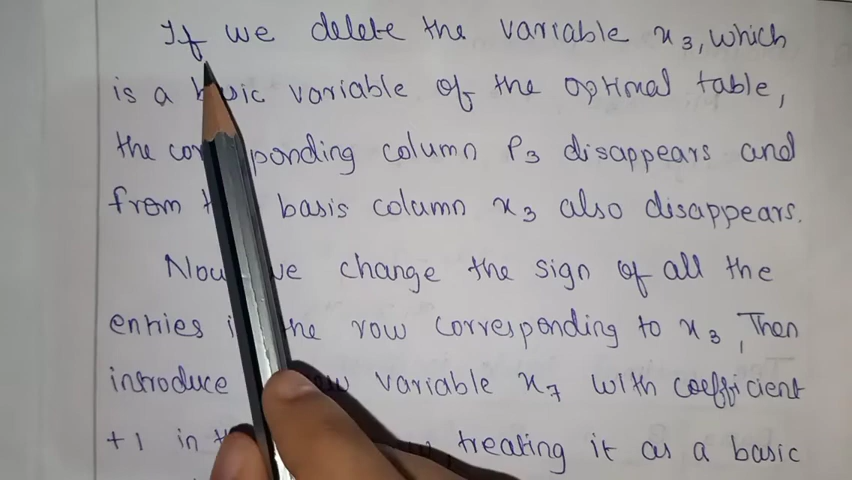 If we delete the variable x3, which
is a basic variable of the optimal table,
the corresponding column P3 disappears and
from the basis column x3 also disappears.
Now we change the sign of all the
entries in the row corresponding to x3, Then
introduce new variable x7 with coefficient
+1 in treating it as a basic